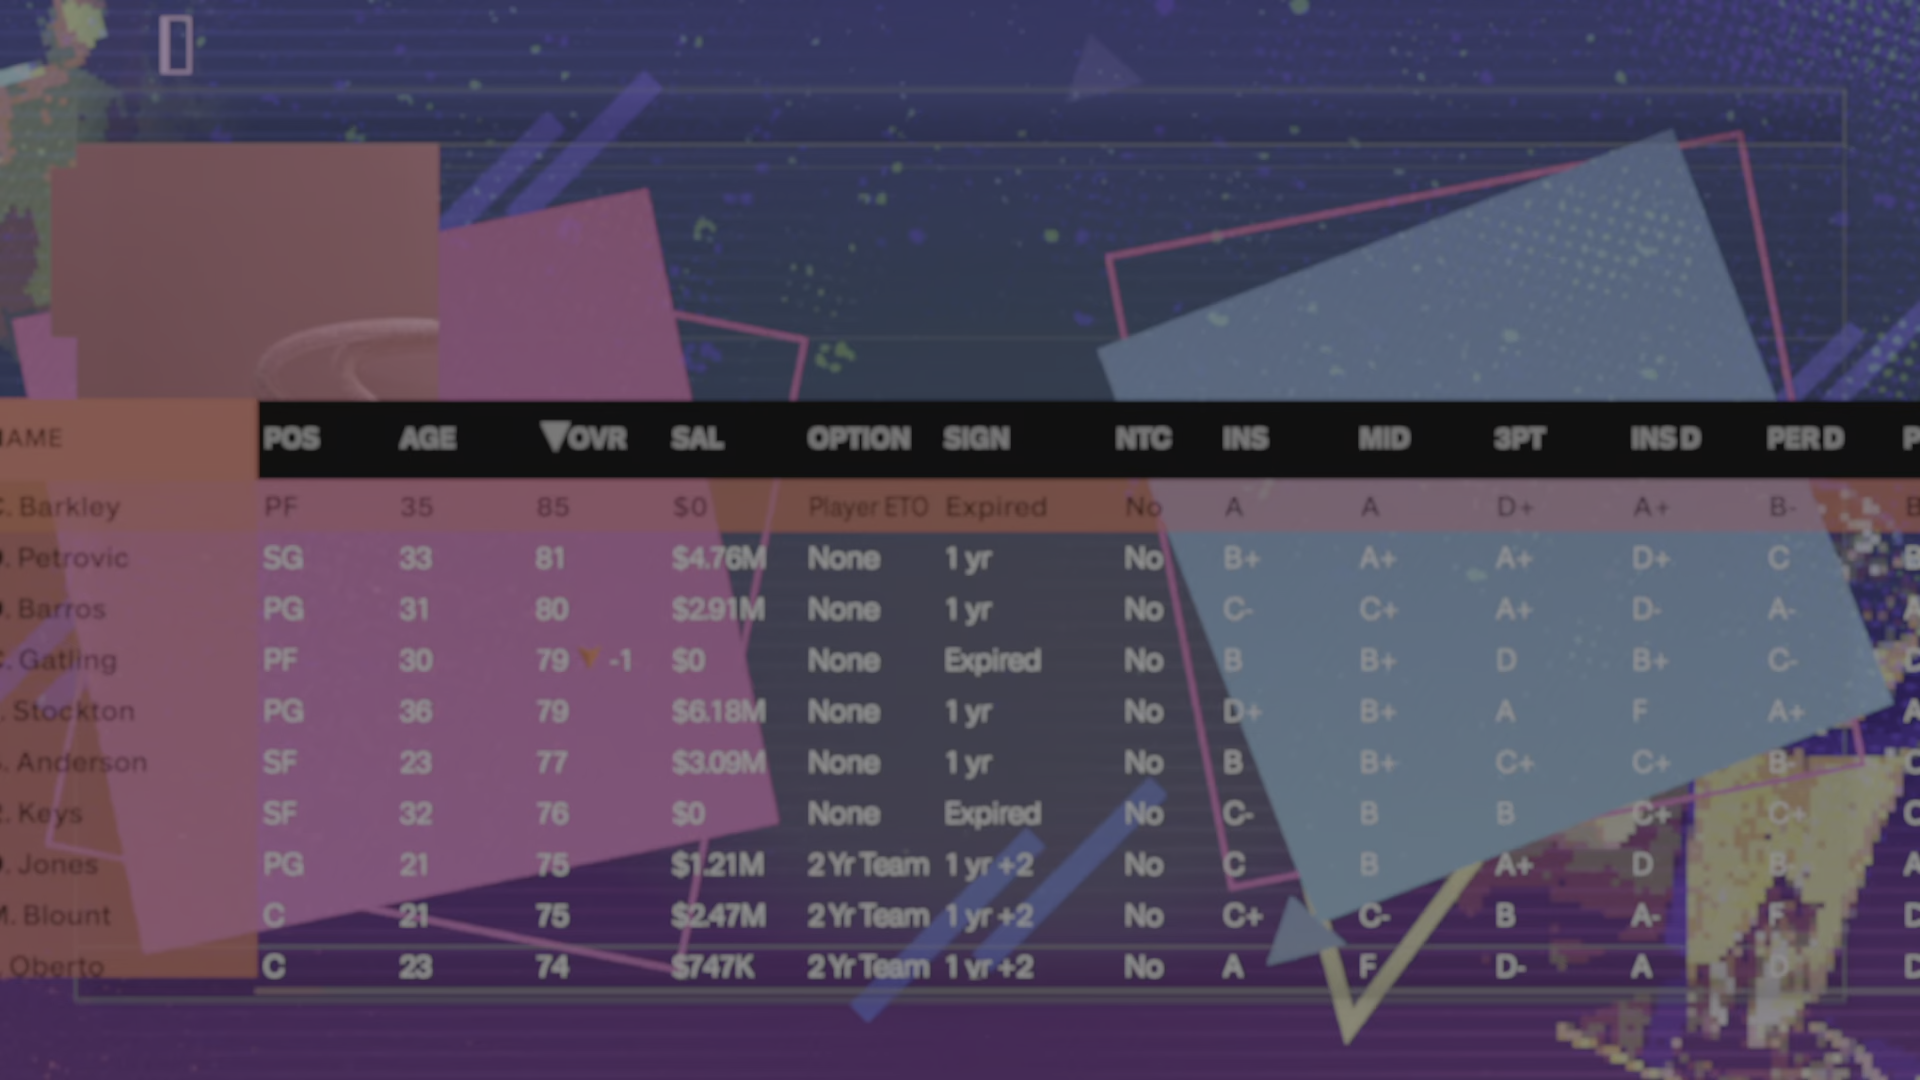 AME POS AGE ▼OVR SAL OPTION SIGN NTC INS MID 3PT INS D PER D P
C. Barkley PF 35 85 $0 Player ETO Expired No A A D+ A+ B- B
. Petrovic SG 33 81 $4.76M None 1 yr No B+ A+ A+ D+ C B
. Barros PG 31 80 $2.91M None 1 yr No C- C+ A+ D- A- A
. Gatling PF 30 79 ▼ -1 $0 None Expired No B B+ D B+ C- C
. Stockton PG 36 79 $6.18M None 1 yr No D+ B+ A F A+ A
. Anderson SF 23 77 $3.09M None 1 yr No B B+ C+ C+ B- C
. Keys SF 32 76 $0 None Expired No C- B B C+ C+ C
. Jones PG 21 75 $1.21M 2 Yr Team 1 yr +2 No C B A+ D B- A
. Blount C 21 75 $2.47M 2 Yr Team 1 yr +2 No C+ C- B A- F D
. Oberto C 23 74 $747K 2 Yr Team 1 yr +2 No A F D- A D D